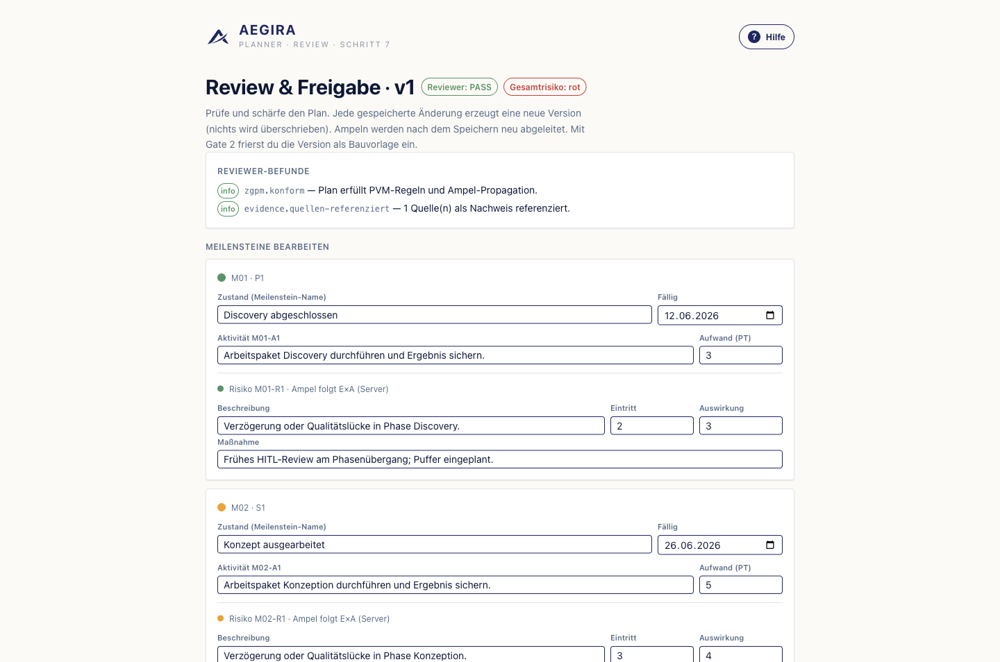 AEGIRA
PLANNER · REVIEW · SCHRITT 7
? Hilfe
Review & Freigabe · v1 Reviewer: PASS Gesamtrisiko: rot
Prüfe und schärfe den Plan. Jede gespeicherte Änderung erzeugt eine neue Version
(nichts wird überschrieben). Ampeln werden nach dem Speichern neu abgeleitet. Mit
Gate 2 frierst du die Version als Bauvorlage ein.
REVIEWER-BEFUNDE
info zgpm.konform — Plan erfüllt PVM-Regeln und Ampel-Propagation.
info evidence.quellen-referenziert — 1 Quelle(n) als Nachweis referenziert.
MEILENSTEINE BEARBEITEN
M01 · P1
Zustand (Meilenstein-Name) Fällig
Discovery abgeschlossen 12.06.2026
Aktivität M01-A1 Aufwand (PT)
Arbeitspaket Discovery durchführen und Ergebnis sichern. 3
Risiko M01-R1 · Ampel folgt E×A (Server)
Beschreibung Eintritt Auswirkung
Verzögerung oder Qualitätslücke in Phase Discovery. 2 3
Maßnahme
Frühes HITL-Review am Phasenübergang; Puffer eingeplant.
M02 · S1
Zustand (Meilenstein-Name) Fällig
Konzept ausgearbeitet 26.06.2026
Aktivität M02-A1 Aufwand (PT)
Arbeitspaket Konzeption durchführen und Ergebnis sichern. 5
Risiko M02-R1 · Ampel folgt E×A (Server)
Beschreibung Eintritt Auswirkung
Verzögerung oder Qualitätslücke in Phase Konzeption. 3 4